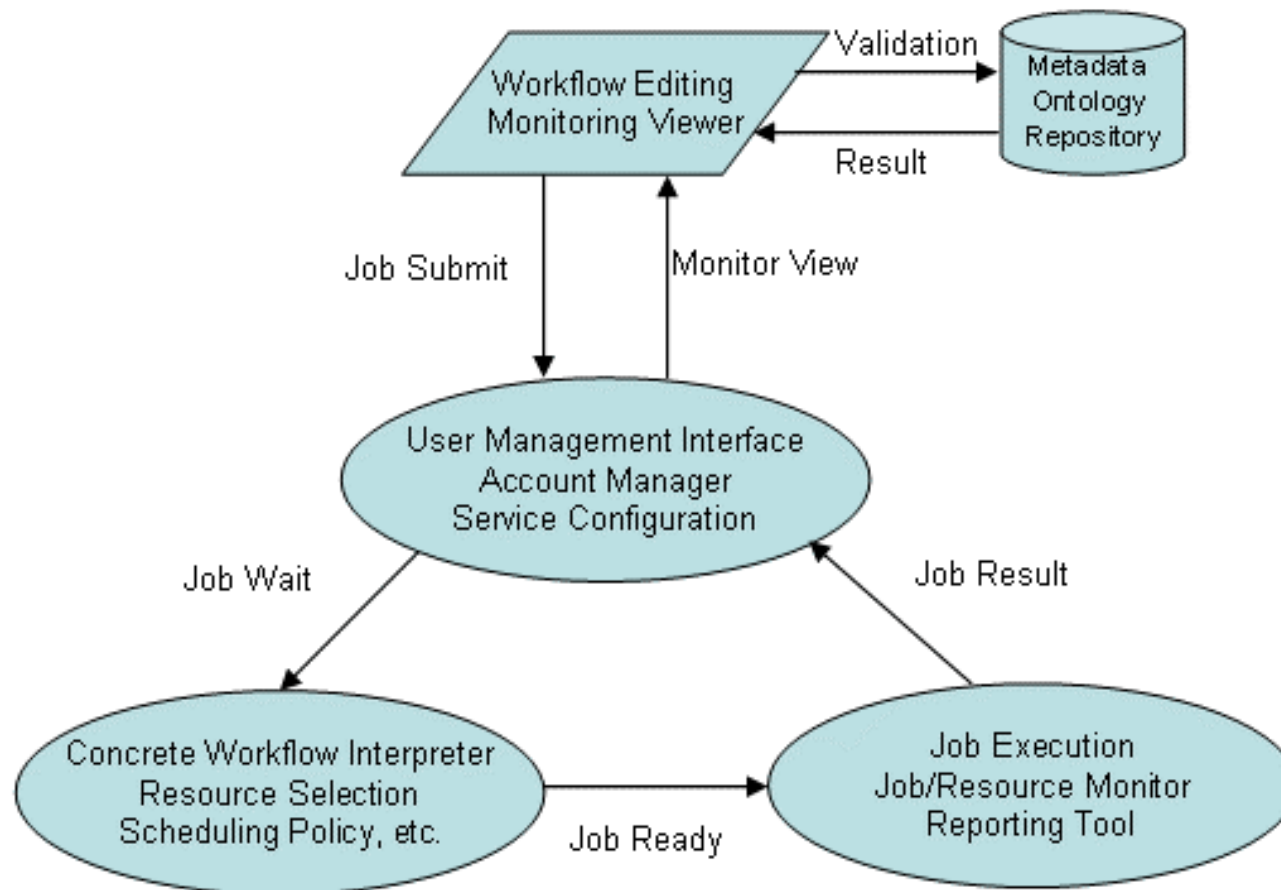 Validation
Workflow Editing
Monitoring Viewer
Metadata
Ontology
Repository
Result
Job Submit
Monitor View
User Management Interface
Account Manager
Service Configuration
Job Wait
Job Result
Concrete Workflow Interpreter
Resource Selection
Scheduling Policy, etc.
Job Ready
Job Execution
Job/Resource Monitor
Reporting Tool